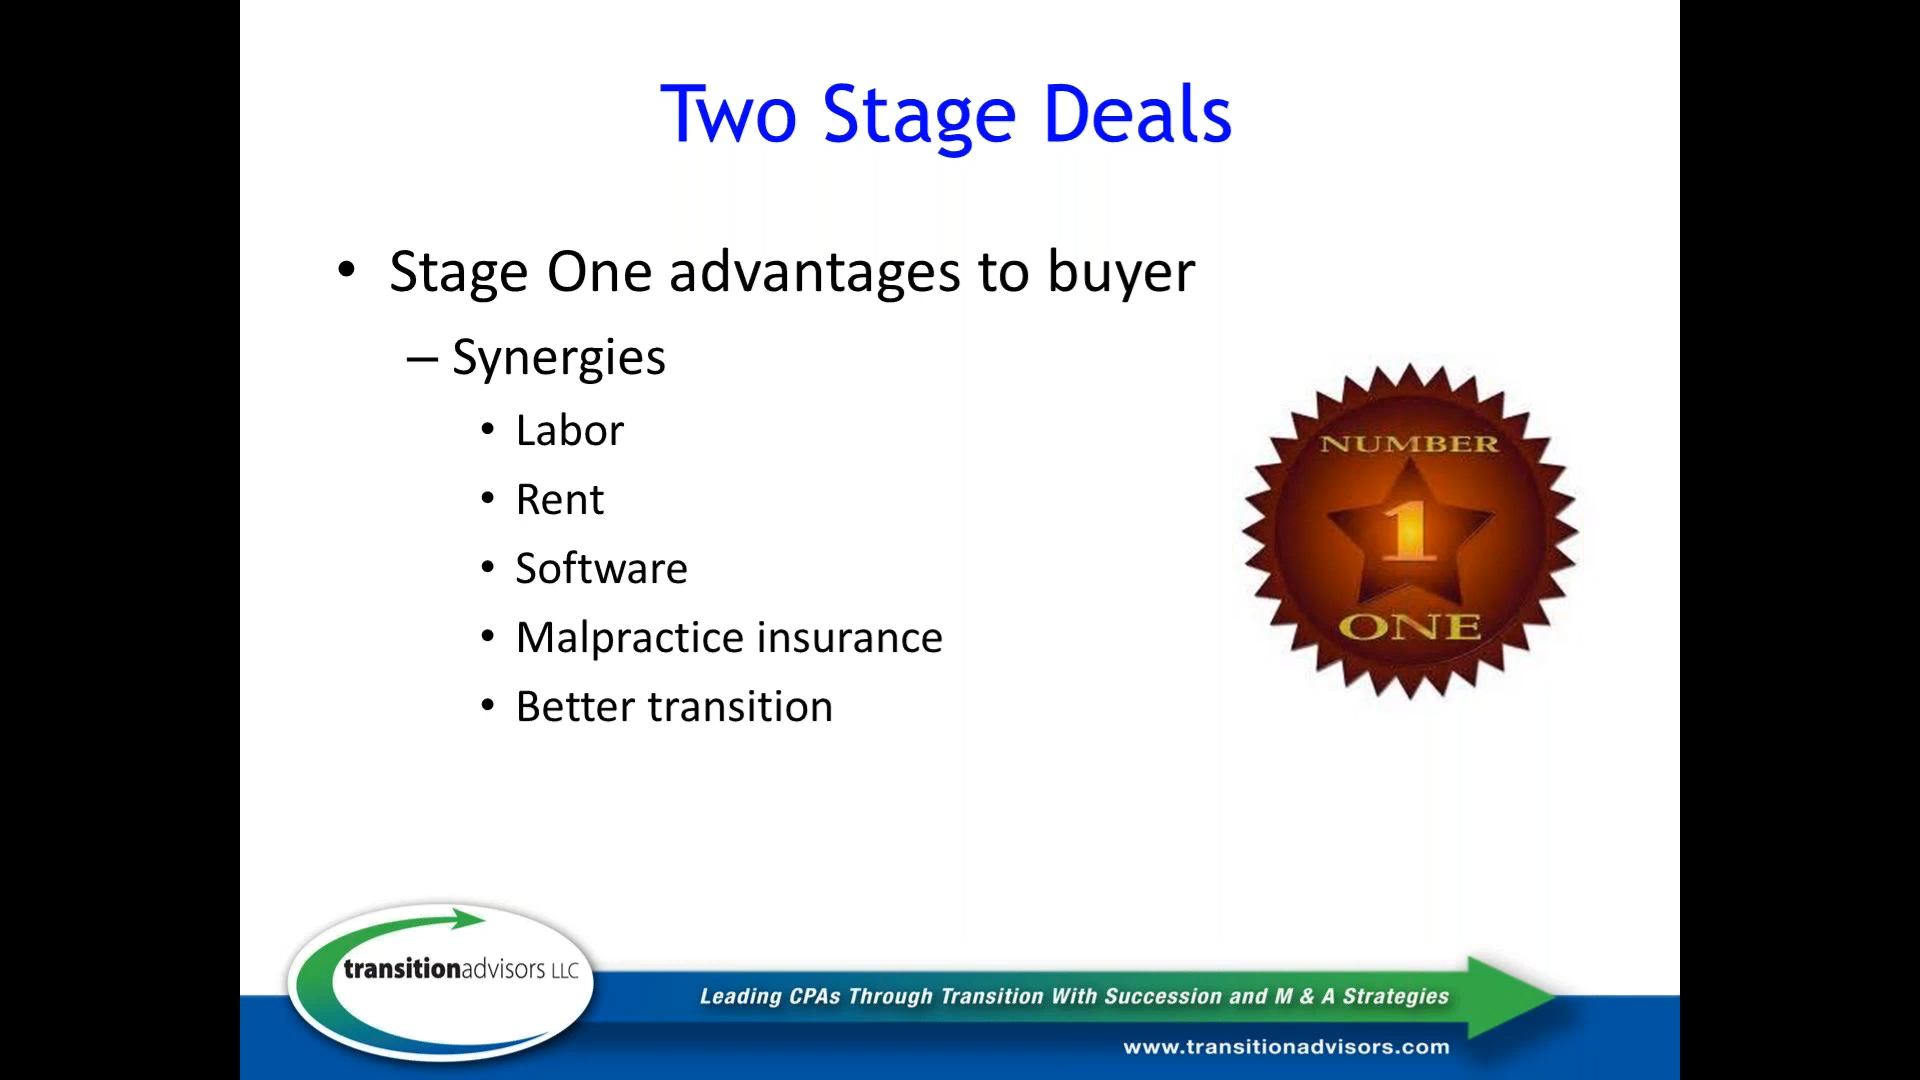 Two Stage Deals
• Stage One advantages to buyer
– Synergies
• Labor
• Rent
• Software
• Malpractice insurance
• Better transition
NUMBER
1
ONE
transitionadvisors LLC
Leading CPAs Through Transition With Succession and M & A Strategies
www.transitionadvisors.com